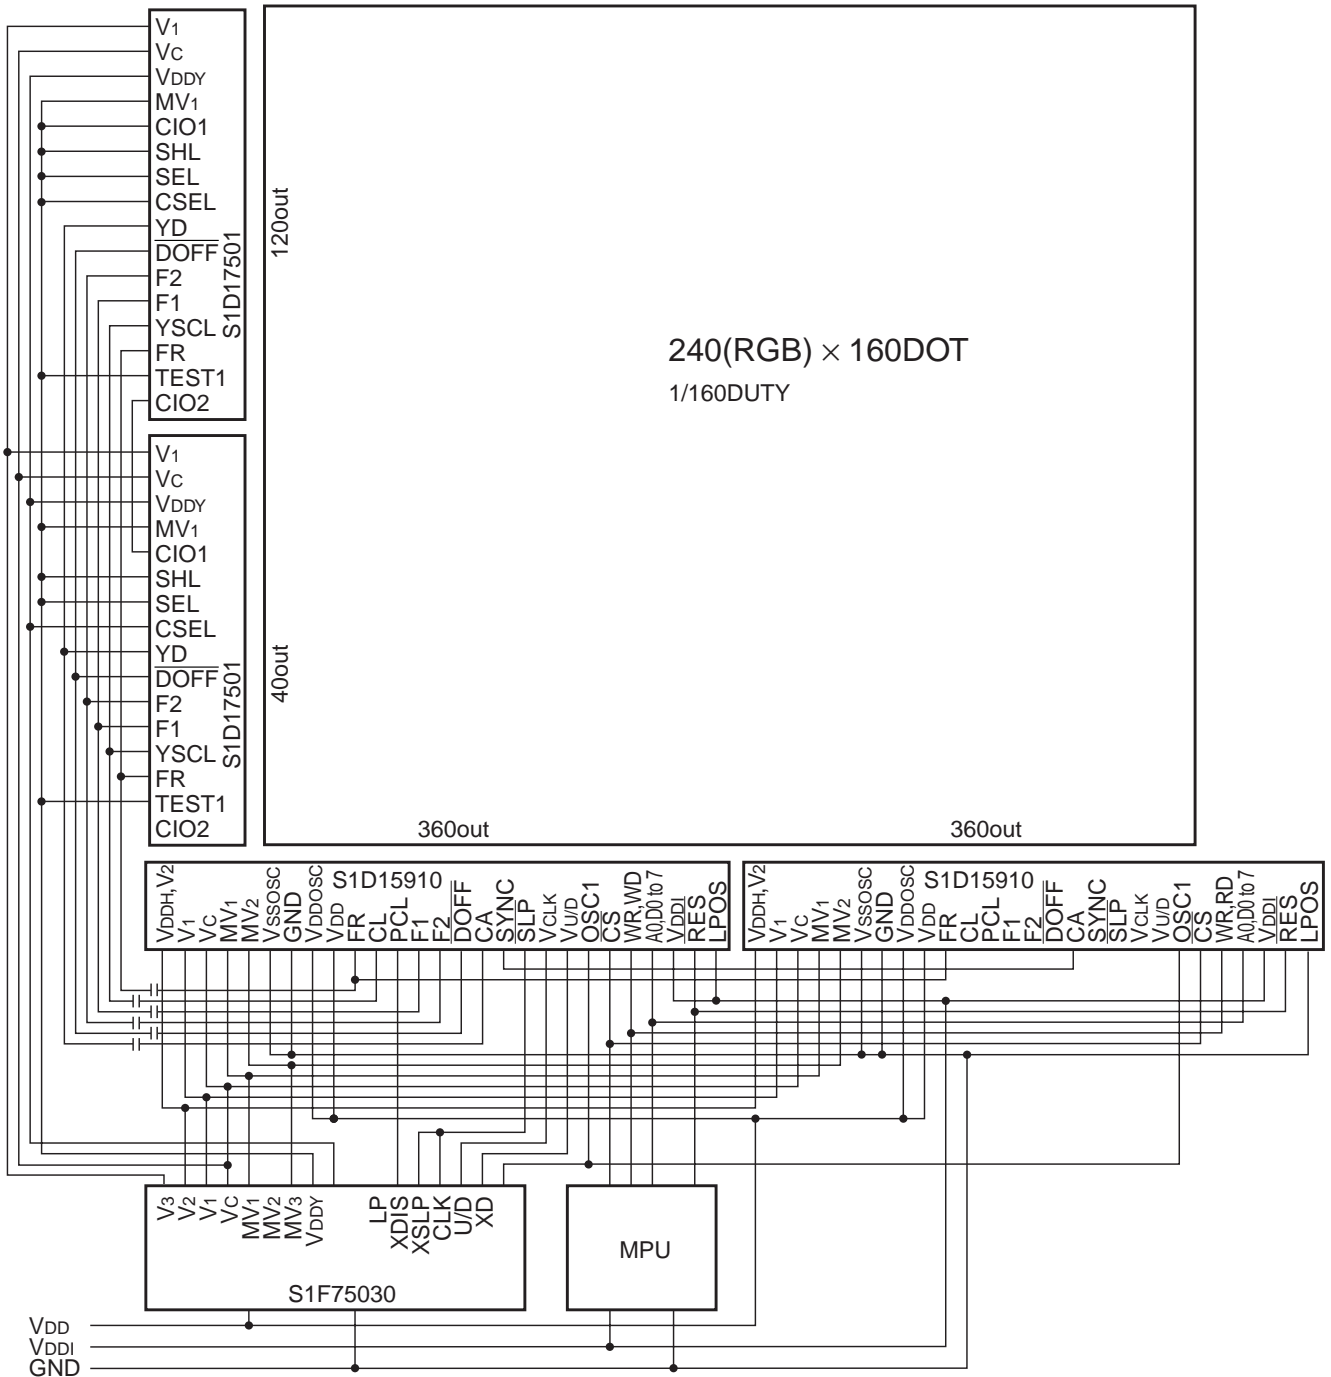 V1
VC
VDDY
MV1
CIO1
SHL
SEL
CSEL
YD
DOFF
F2
F1
YSCL
FR
TEST1
CIO2
S1D17501
120out
240(RGB) × 160DOT
1/160DUTY
V1
VC
VDDY
MV1
CIO1
SHL
SEL
CSEL
YD
DOFF
F2
F1
YSCL
FR
TEST1
CIO2
S1D17501
40out
360out
360out
S1D15910
VDDH,V2
V1
VC
MV1
MV2
VSSOSC
GND
VDDOSC
VDD
FR
CL
PCL
F1
F2
DOFF
CA
SYNC
SLP
VCLK
VU/D
OSC1
CS
WR,WD
A0,D0 to 7
VDDI
RES
LPOS
S1D15910
VDDH,V2
V1
VC
MV1
MV2
VSSOSC
GND
VDDOSC
VDD
FR
CL
PCL
F1
F2
DOFF
CA
SYNC
SLP
VCLK
VU/D
OSC1
CS
WR,RD
A0,D0 to 7
VDDI
RES
LPOS
V3
V2
V1
VC
MV1
MV2
MV3
VDDY
LP
XDIS
XSLP
CLK
U/D
XD
S1F75030
MPU
VDD
VDDI
GND